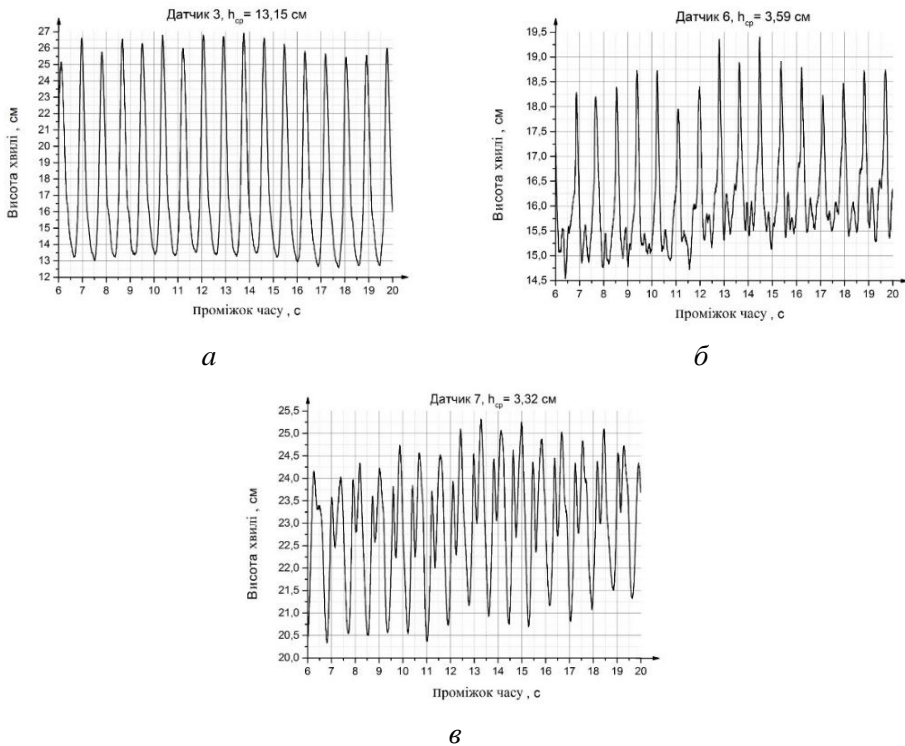 Датчик 3, hср= 13,15 см
Висота хвилі , см
27
26
25
24
23
22
21
20
19
18
17
16
15
14
13
12
6 7 8 9 10 11 12 13 14 15 16 17 18 19 20
Проміжок часу , с
а
Датчик 6, hср= 3,59 см
Висота хвилі , см
19,5
18,5
18,0
17,5
16,5
16,0
15,5
15,0
14,5
6 7 8 9 10 11 12 13 14 15 16 17 18 19 20
Проміжок часу , с
б
Датчик 7, hср= 3,32 см
Висота хвилі , см
25,5
25,0
24,5
24,0
23,5
23,0
22,5
22,0
21,0
20,5
20,0
6 7 8 9 10 11 12 13 14 15 16 17 18 19 20
Проміжок часу , с
в